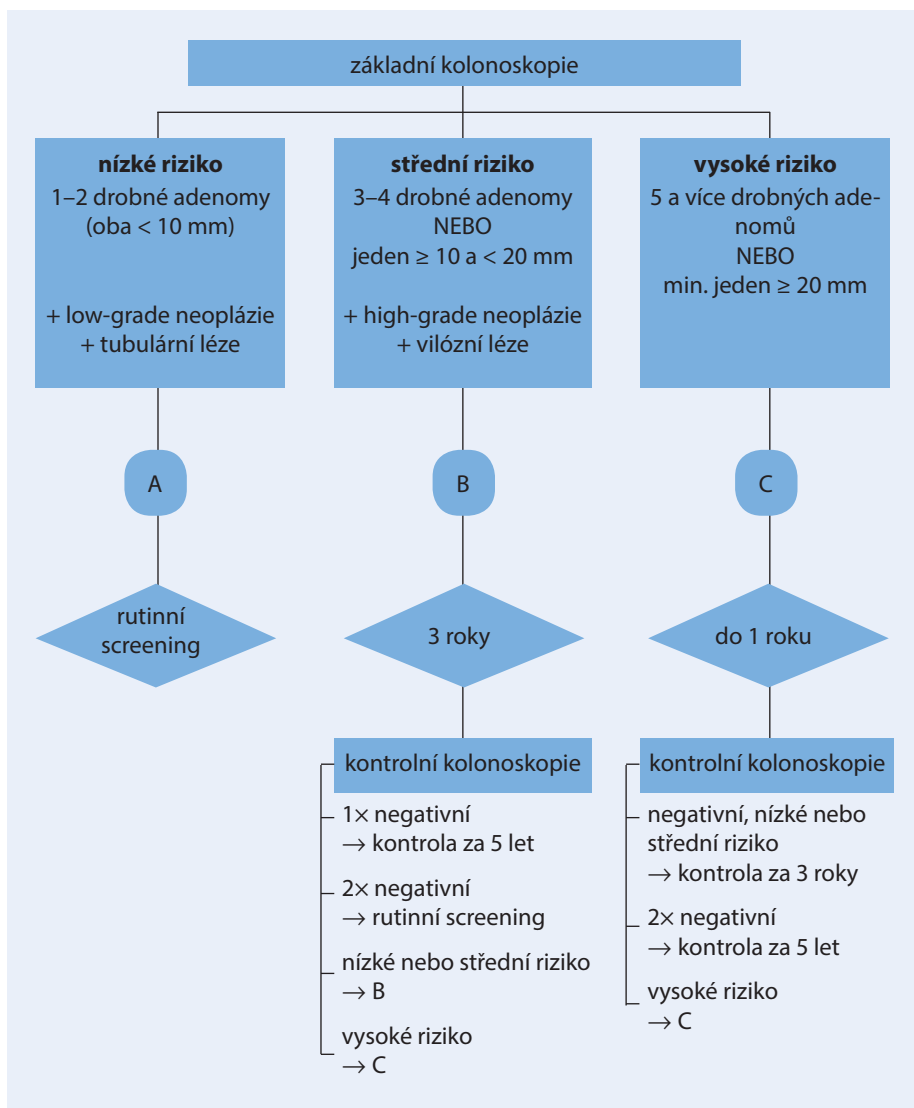 základní kolonoskopie
nízké riziko
1–2 drobné adenomy
(oba < 10 mm)
+ low-grade neoplázie
+ tubulární léze
střední riziko
3–4 drobné adenomy
NEBO
jeden ≥ 10 a < 20 mm
+ high-grade neoplázie
+ vilózní léze
vysoké riziko
5 a více drobných ade-
nomů
NEBO
min. jeden ≥ 20 mm
A
B
C
rutinní
screening
3 roky
do 1 roku
kontrolní kolonoskopie
1× negativní
→ kontrola za 5 let
2× negativní
→ rutinní screening
nízké nebo střední riziko
→ B
vysoké riziko
→ C
kontrolní kolonoskopie
negativní, nízké nebo
střední riziko
→ kontrola za 3 roky
2× negativní
→ kontrola za 5 let
vysoké riziko
→ C